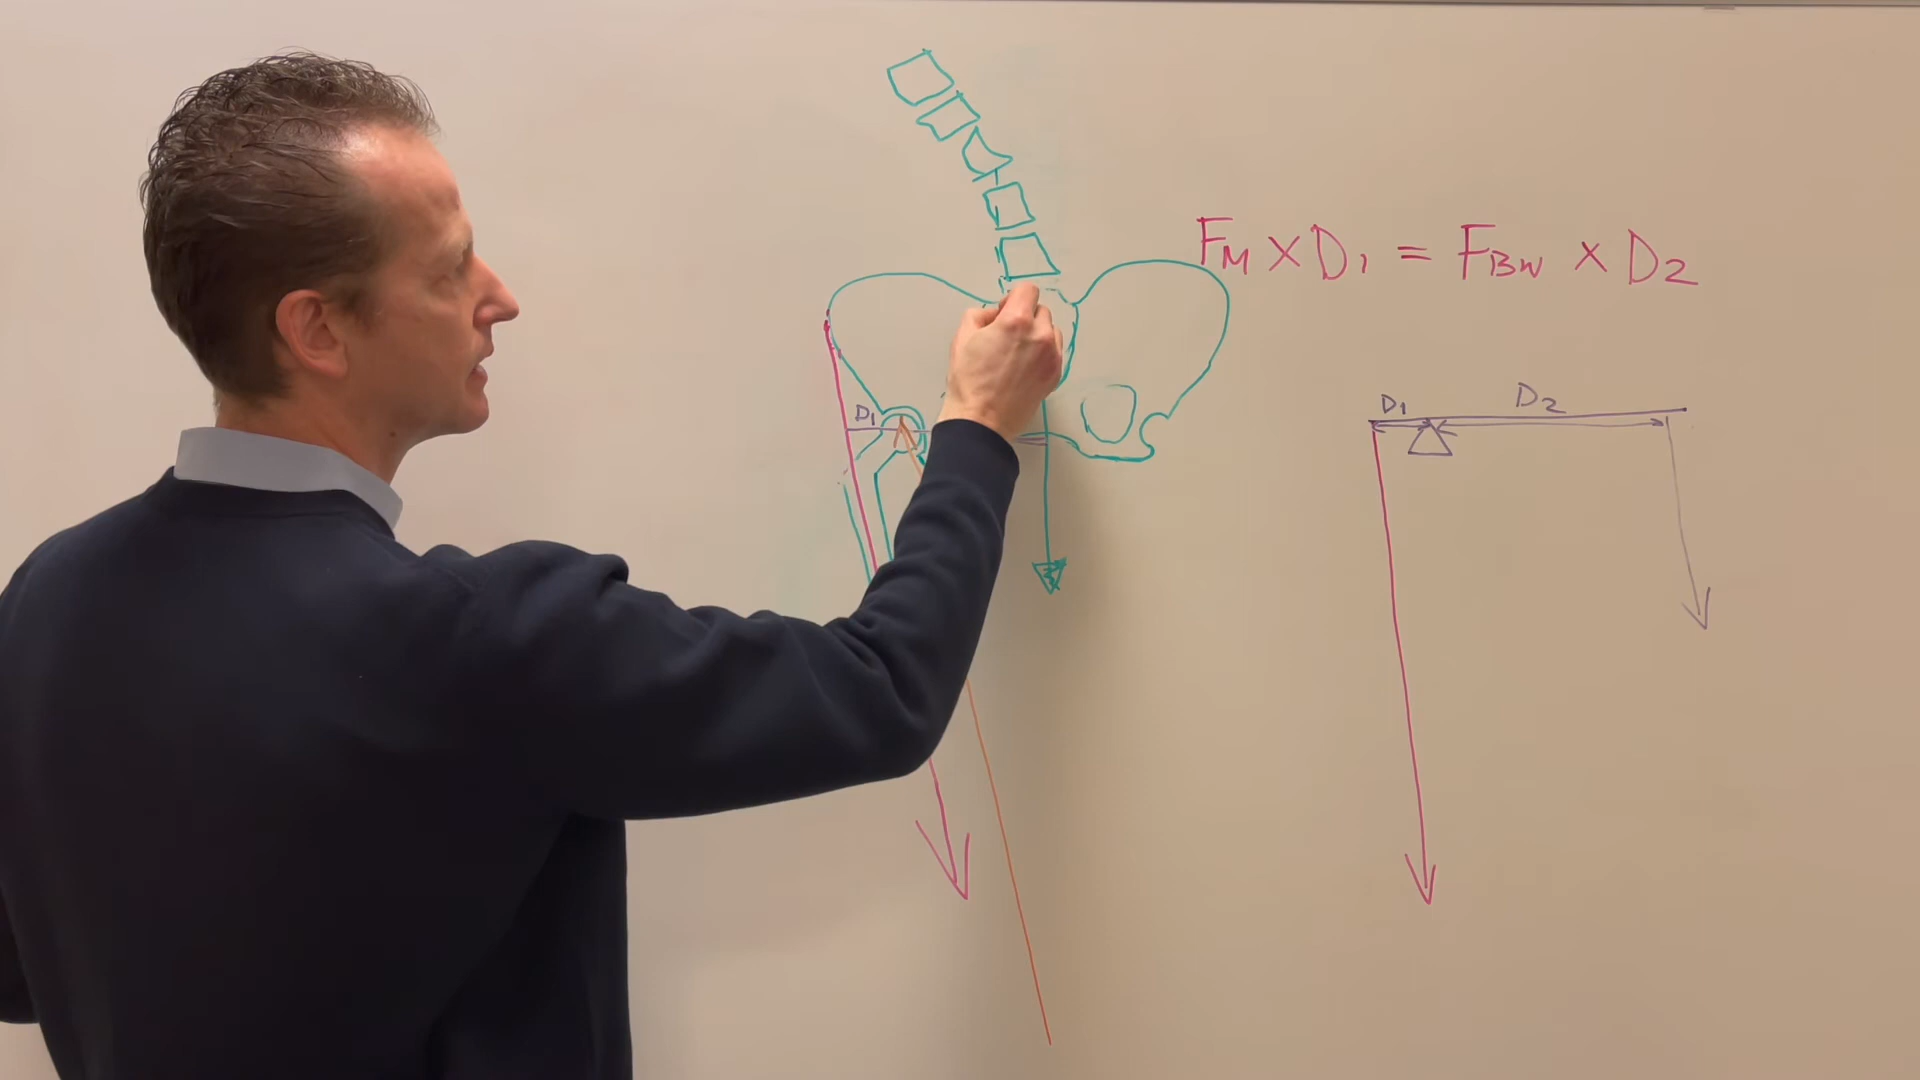 FM × D1 = FBW × D2
D1 D2
D1